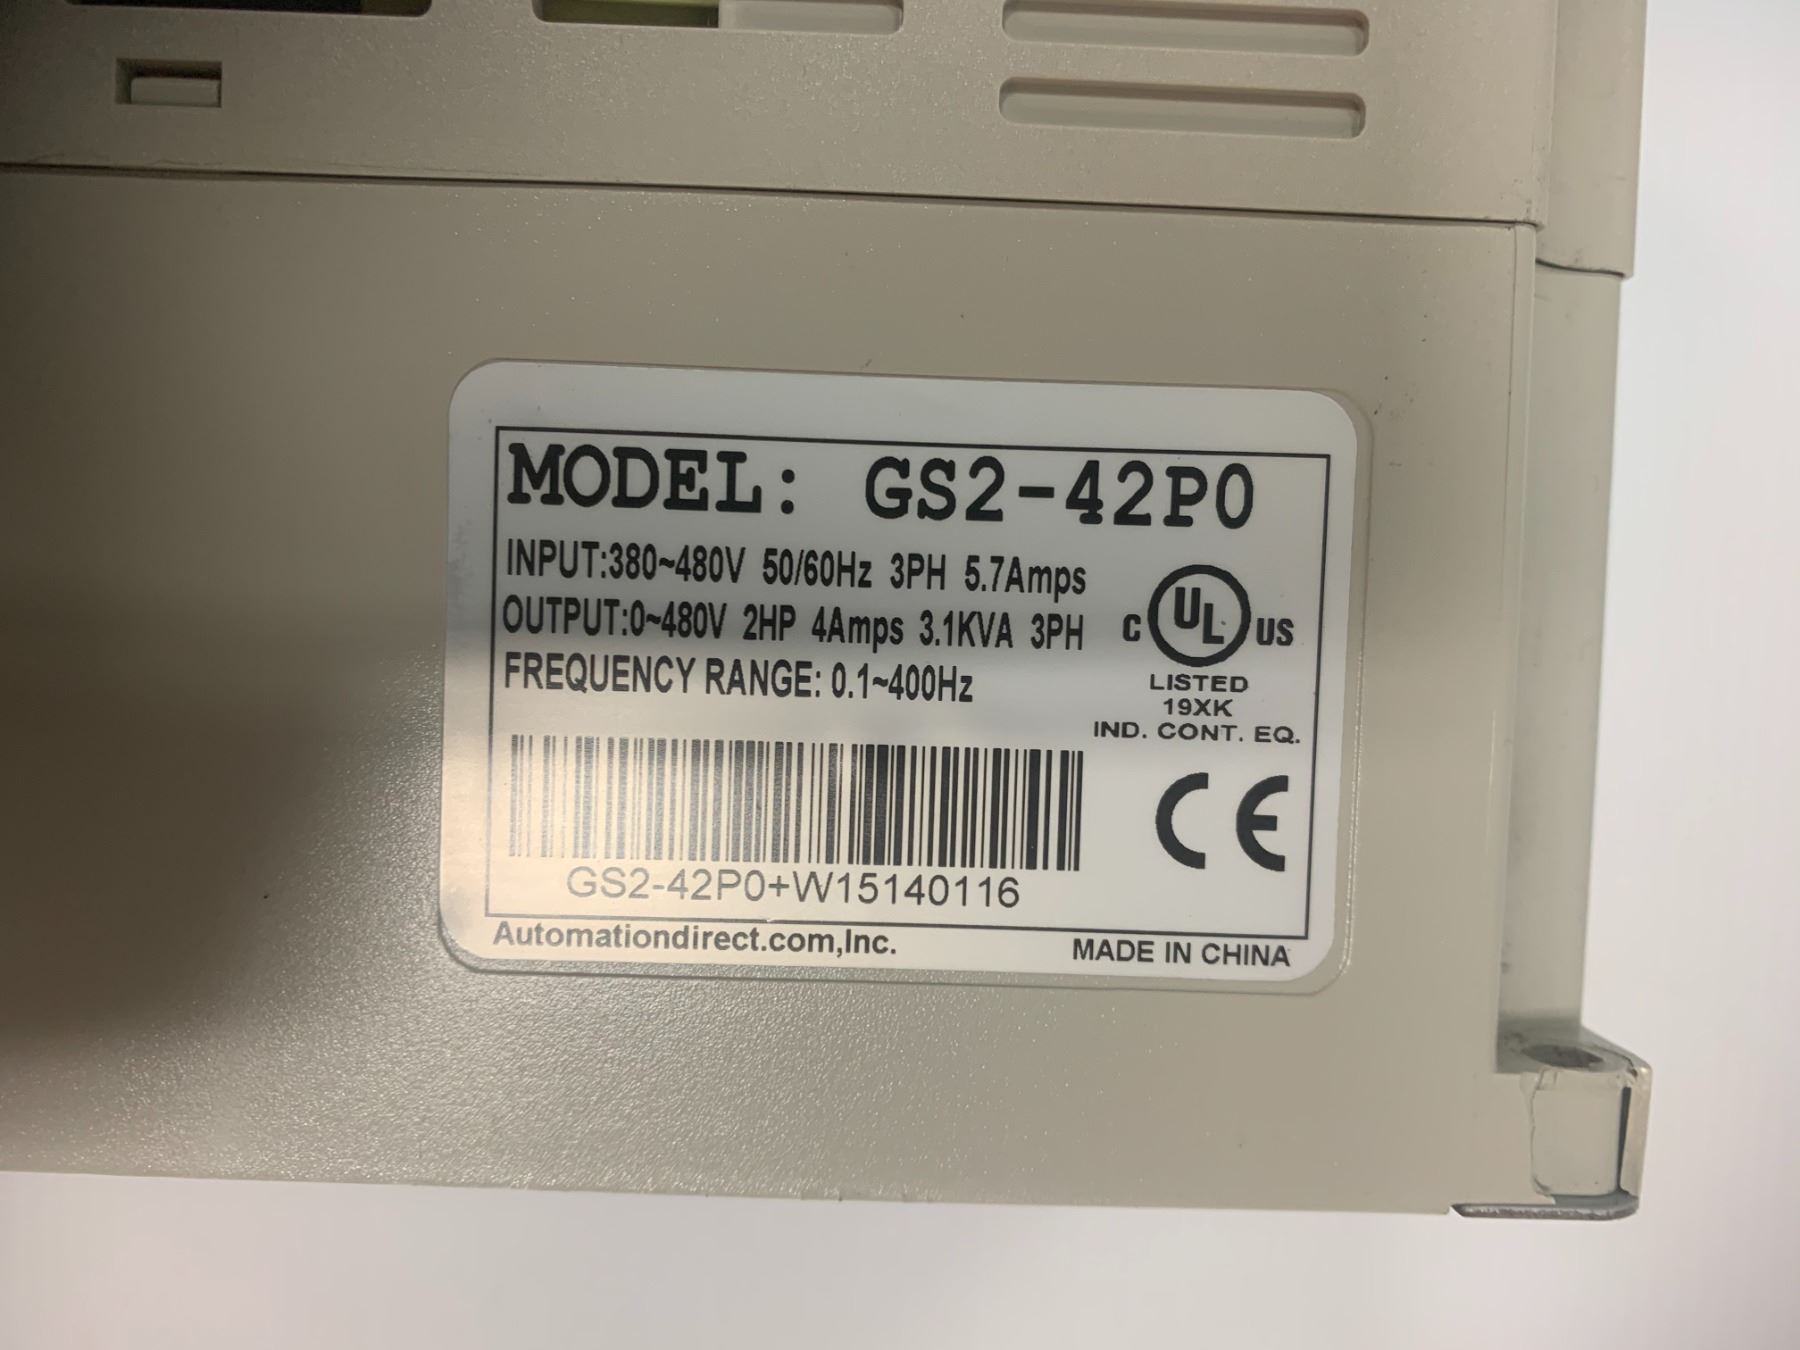 MODEL: GS2-42P0
INPUT:380~480V 50/60Hz 3PH 5.7Amps
OUTPUT:0~480V 2HP 4Amps 3.1KVA 3PH
FREQUENCY RANGE: 0.1~400Hz
C UL US
LISTED
19XK
IND. CONT. EQ.
CE
GS2-42P0+W15140116
Automationdirect.com,Inc.
MADE IN CHINA